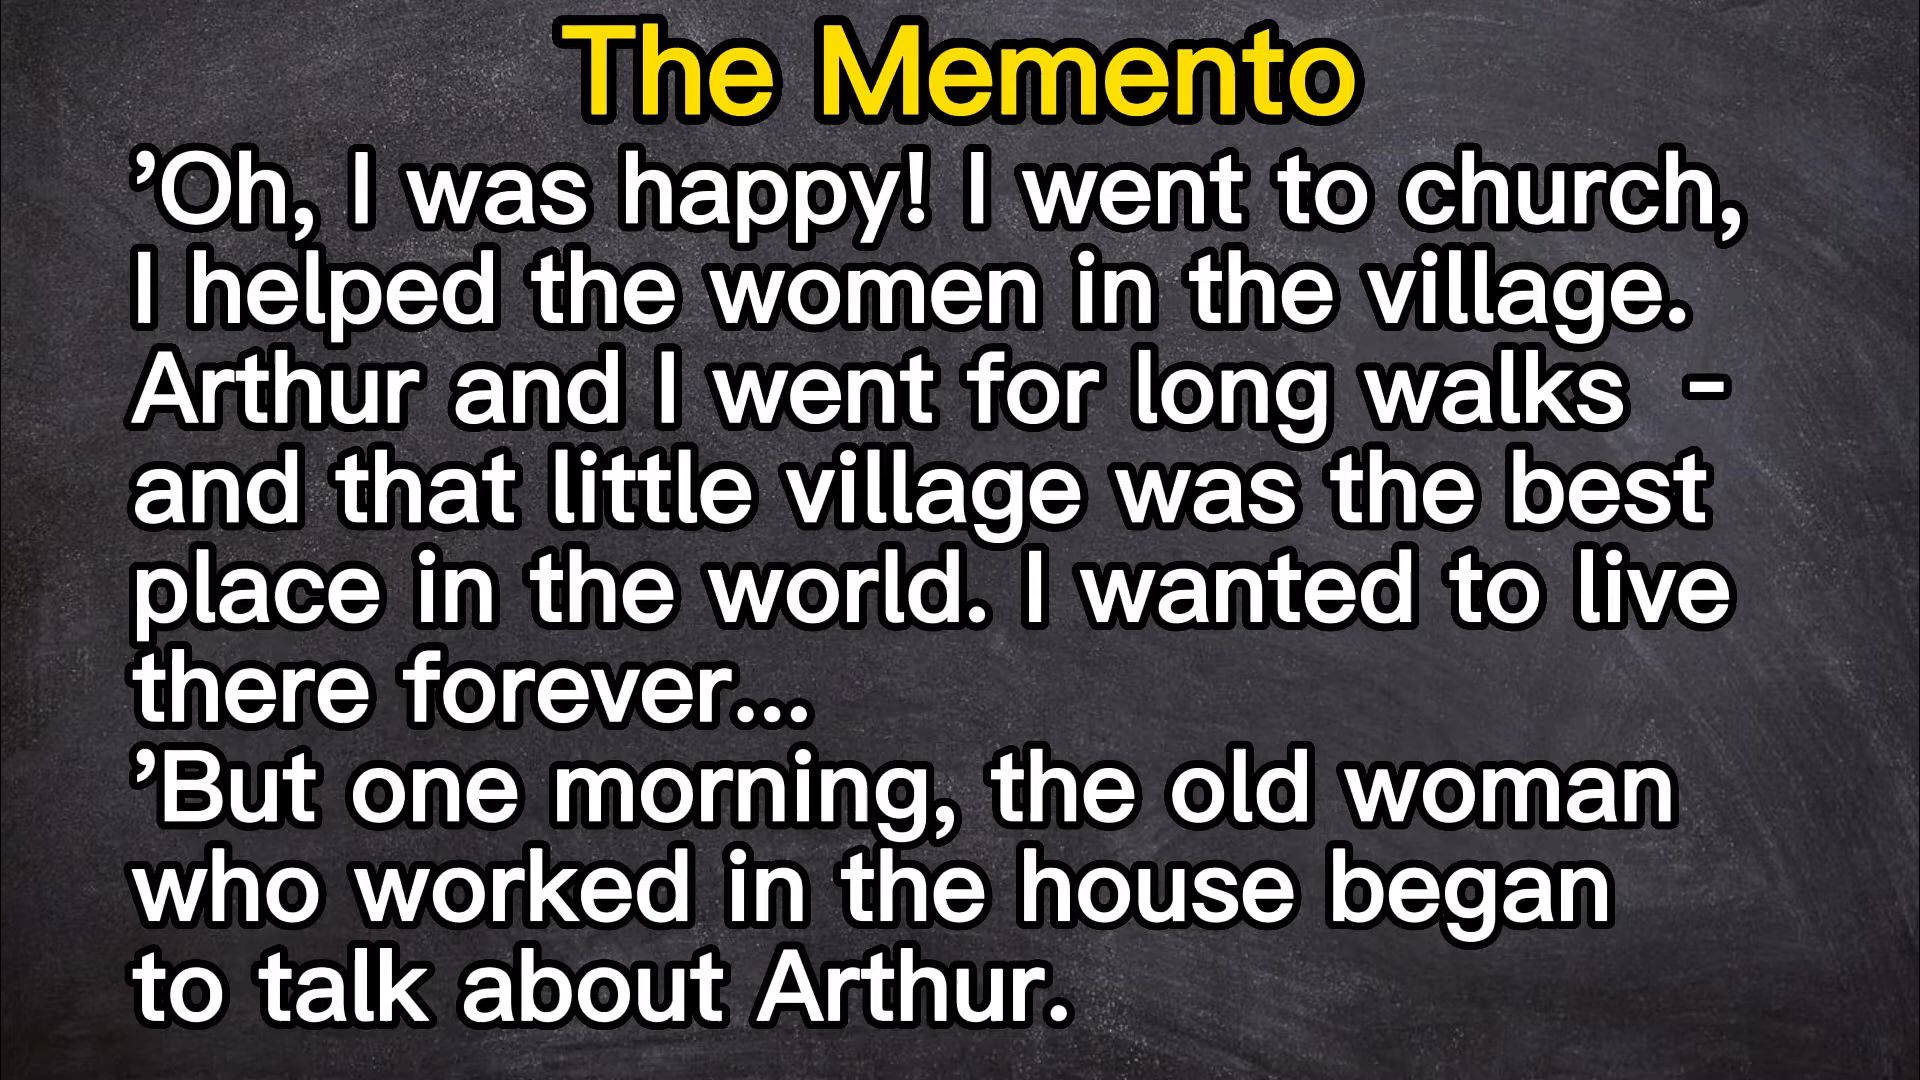 The Memento
’Oh, I was happy! I went to church,
I helped the women in the village.
Arthur and I went for long walks  -
and that little village was the best
place in the world. I wanted to live
there forever...
’But one morning, the old woman
who worked in the house began
to talk about Arthur.